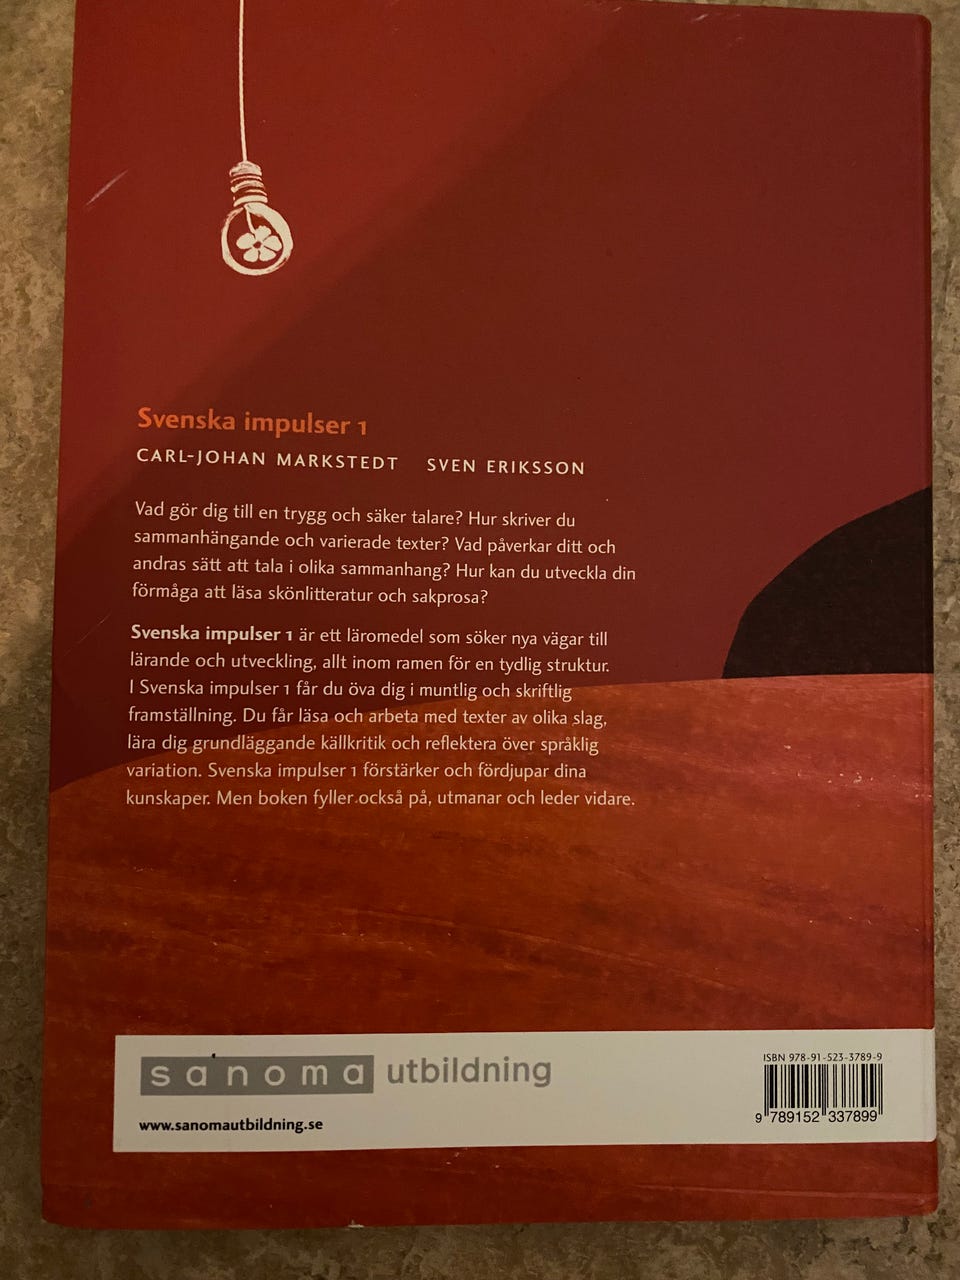 Svenska impulser 1
CARL-JOHAN MARKSTEDT SVEN ERIKSSON
Vad gör dig till en trygg och säker talare? Hur skriver du
sammanhängande och varierade texter? Vad påverkar ditt och
andras sätt att tala i olika sammanhang? Hur kan du utveckla din
förmåga att läsa skönlitteratur och sakprosa?
Svenska impulser 1 är ett läromedel som söker nya vägar till
lärande och utveckling, allt inom ramen för en tydlig struktur.
I Svenska impulser 1 får du öva dig i muntlig och skriftlig
framställning. Du får läsa och arbeta med texter av olika slag,
lära dig grundläggande källkritik och reflektera över språklig
variation. Svenska impulser 1 förstärker och fördjupar dina
kunskaper. Men boken fyller också på, utmanar och leder vidare.
sanoma utbildning
www.sanomautbildning.se
ISBN 978-91-523-3789-9
9 789152 337899